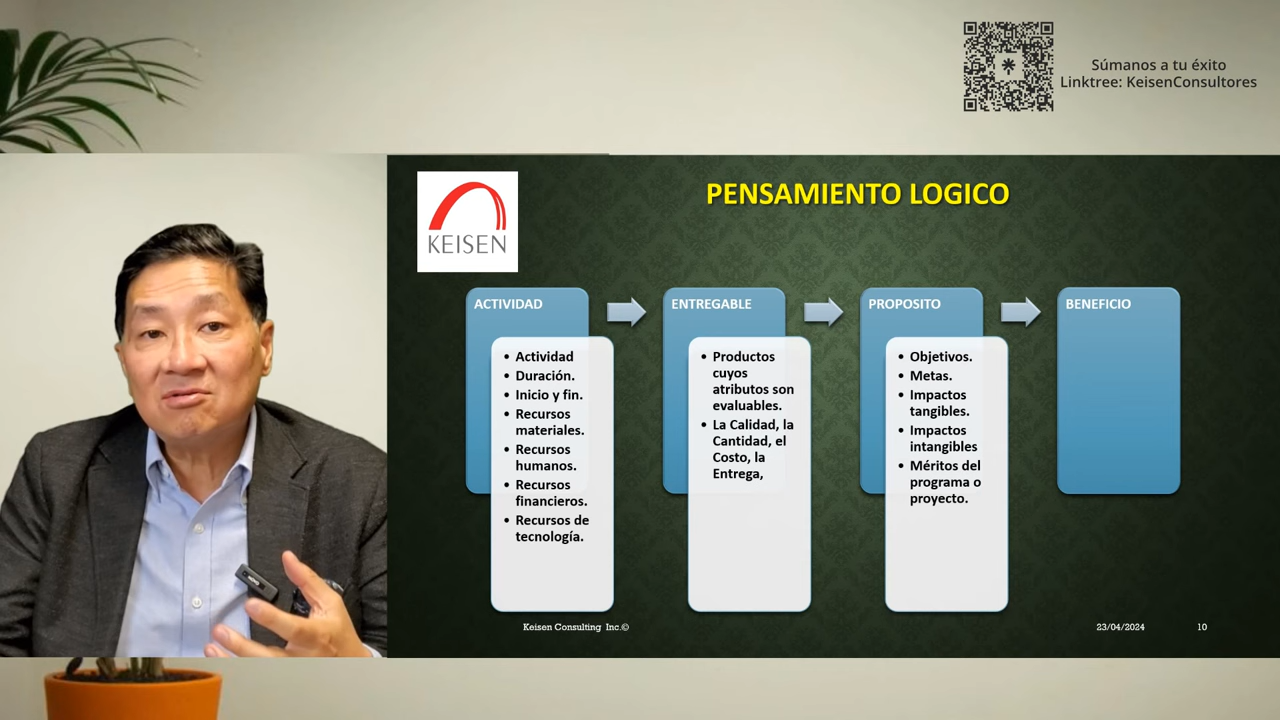 Súmanos a tu éxito
Linktree: KeisenConsultores
KEISEN
PENSAMIENTO LOGICO
ACTIVIDAD
• Actividad
• Duración.
• Inicio y fin.
• Recursos
materiales.
• Recursos
humanos.
• Recursos
financieros.
• Recursos de
tecnología.
ENTREGABLE
• Productos
cuyos
atributos son
evaluables.
• La Calidad, la
Cantidad, el
Costo, la
Entrega,
PROPOSITO
• Objetivos.
• Metas.
• Impactos
tangibles.
• Impactos
intangibles
• Méritos del
programa o
proyecto.
BENEFICIO
Keisen Consulting Inc.©
23/04/2024
10